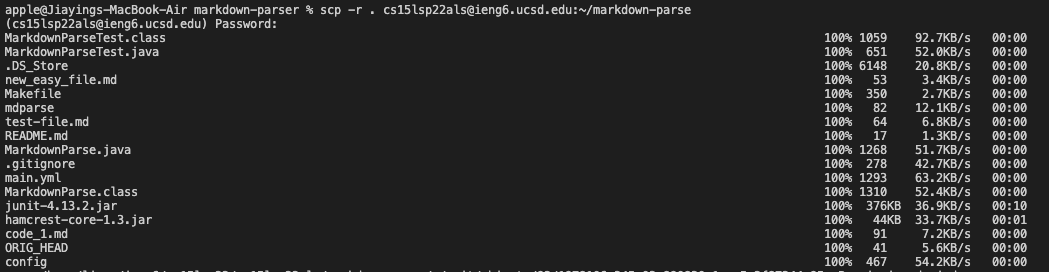 apple@Jiayings-MacBook-Air markdown-parser % scp -r . cs15lsp22als@ieng6.ucsd.edu:~/markdown-parse
(cs15lsp22als@ieng6.ucsd.edu) Password:
MarkdownParseTest.class 100% 1059 92.7KB/s 00:00
MarkdownParseTest.java 100% 651 52.0KB/s 00:00
.DS_Store 100% 6148 20.8KB/s 00:00
new_easy_file.md 100% 53 3.4KB/s 00:00
Makefile 100% 350 2.7KB/s 00:00
mdparse 100% 82 12.1KB/s 00:00
test-file.md 100% 64 6.8KB/s 00:00
README.md 100% 17 1.3KB/s 00:00
MarkdownParse.java 100% 1268 51.7KB/s 00:00
.gitignore 100% 278 42.7KB/s 00:00
main.yml 100% 1293 63.2KB/s 00:00
MarkdownParse.class 100% 1310 52.4KB/s 00:00
junit-4.13.2.jar 100% 376KB 36.9KB/s 00:10
hamcrest-core-1.3.jar 100% 44KB 33.7KB/s 00:01
code_1.md 100% 91 7.2KB/s 00:00
ORIG_HEAD 100% 41 5.6KB/s 00:00
config 100% 467 54.2KB/s 00:00